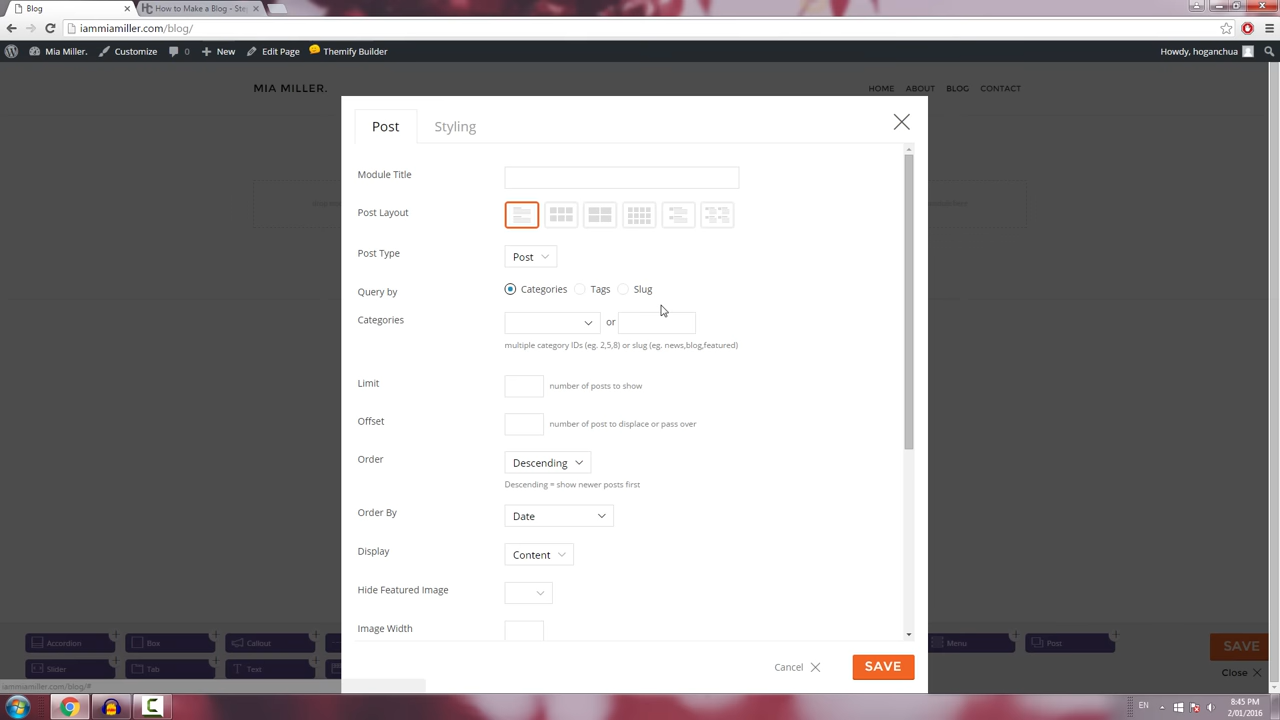 Blog
How to Make a Blog - Step
iammiamiller.com/blog/
Mia Miller. Customize 0 New Edit Page Themify Builder Howdy, hoganchua
MIA MILLER. HOME ABOUT BLOG CONTACT
Post Styling
Module Title
Post Layout
Post Type Post
Query by Categories Tags Slug
Categories or
multiple category IDs (eg. 2,5,8) or slug (eg. news,blog,featured)
Limit number of posts to show
Offset number of post to displace or pass over
Order Descending
Descending = show newer posts first
Order By Date
Display Content
Hide Featured Image
Image Width
Accordion Box Callout Menu Post
SAVE
Slider Tab Text
Cancel SAVE
Close
iammiamiller.com/blog/#
EN 8:45 PM
2/01/2016